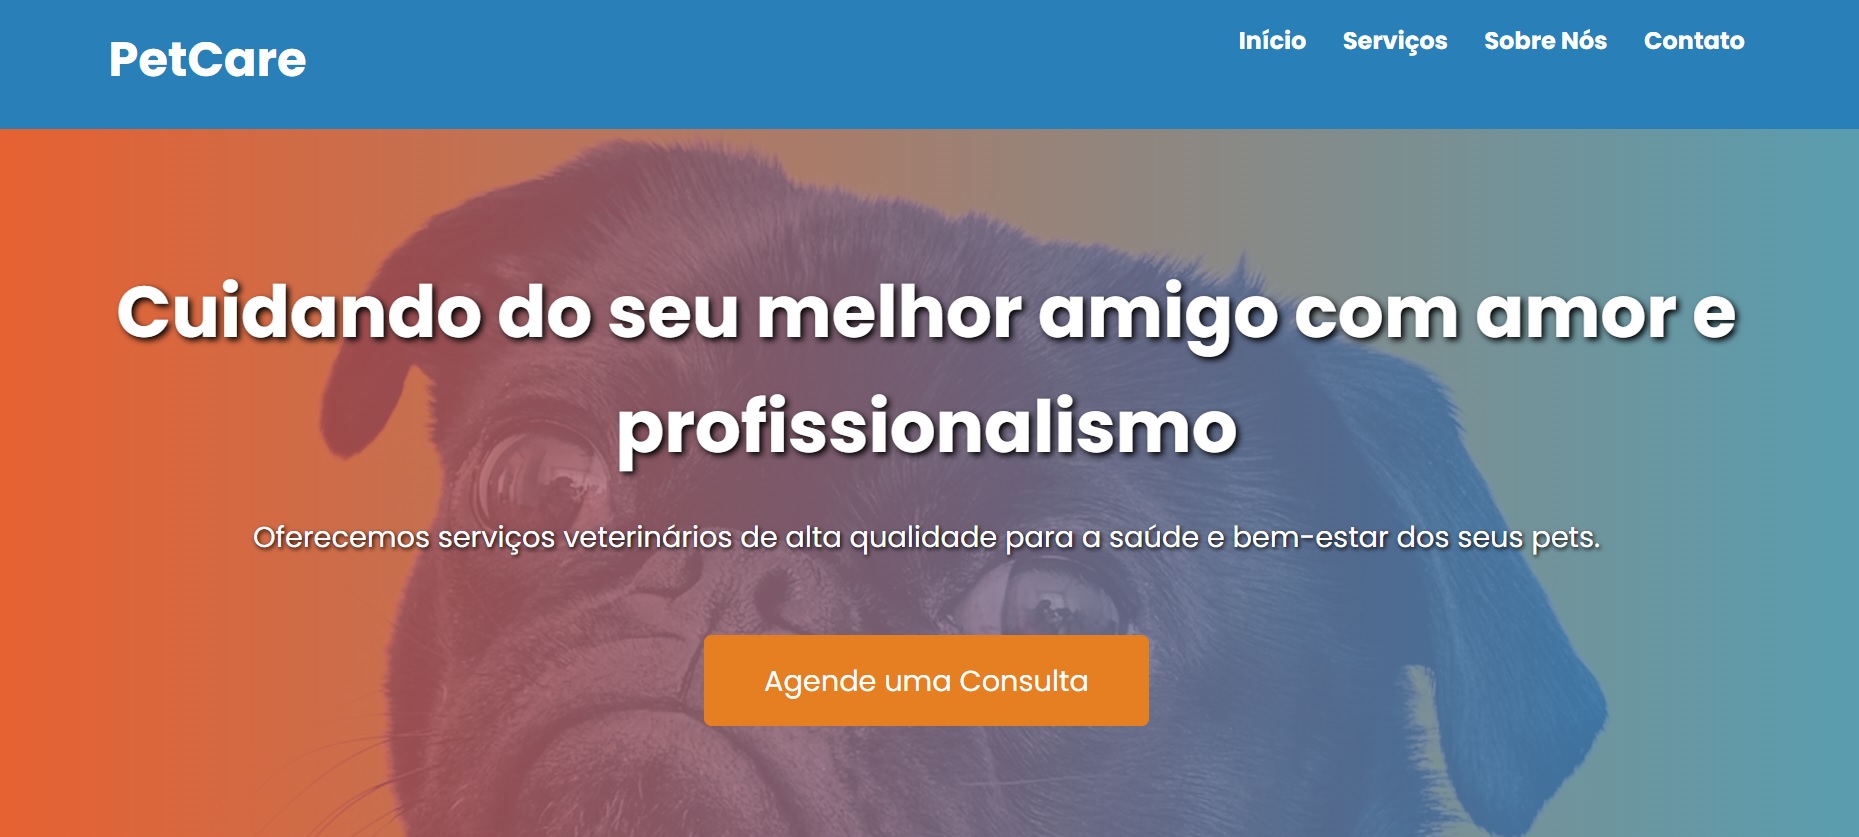 PetCare
Início Serviços Sobre Nós Contato
Cuidando do seu melhor amigo com amor e
profissionalismo
Oferecemos serviços veterinários de alta qualidade para a saúde e bem-estar dos seus pets.
Agende uma Consulta